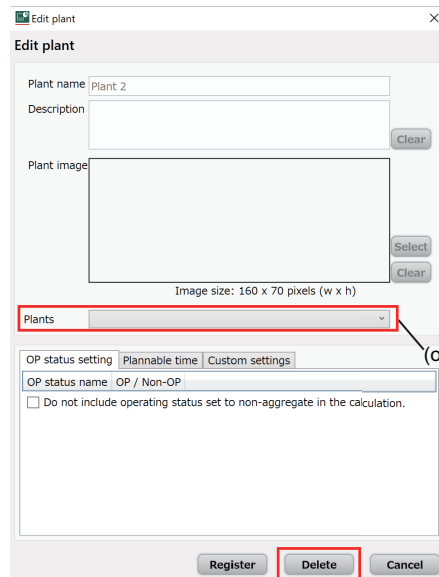 Edit plant
Edit plant
Plant name Plant 2
Description
Clear
Plant image
Select
Clear
Image size: 160 x 70 pixels (w x h)
Plants
(o
OP status setting Plannable time Custom settings
OP status name OP / Non-OP
Do not include operating status set to non-aggregate in the calculation.
Register Delete Cancel